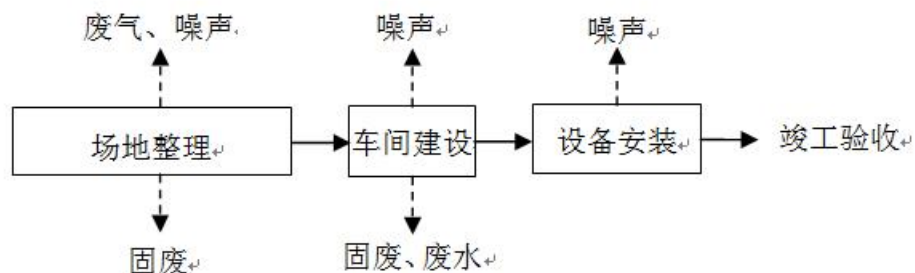 废气、噪声
噪声
噪声
场地整理
车间建设
设备安装
竣工验收
固废
固废、废水